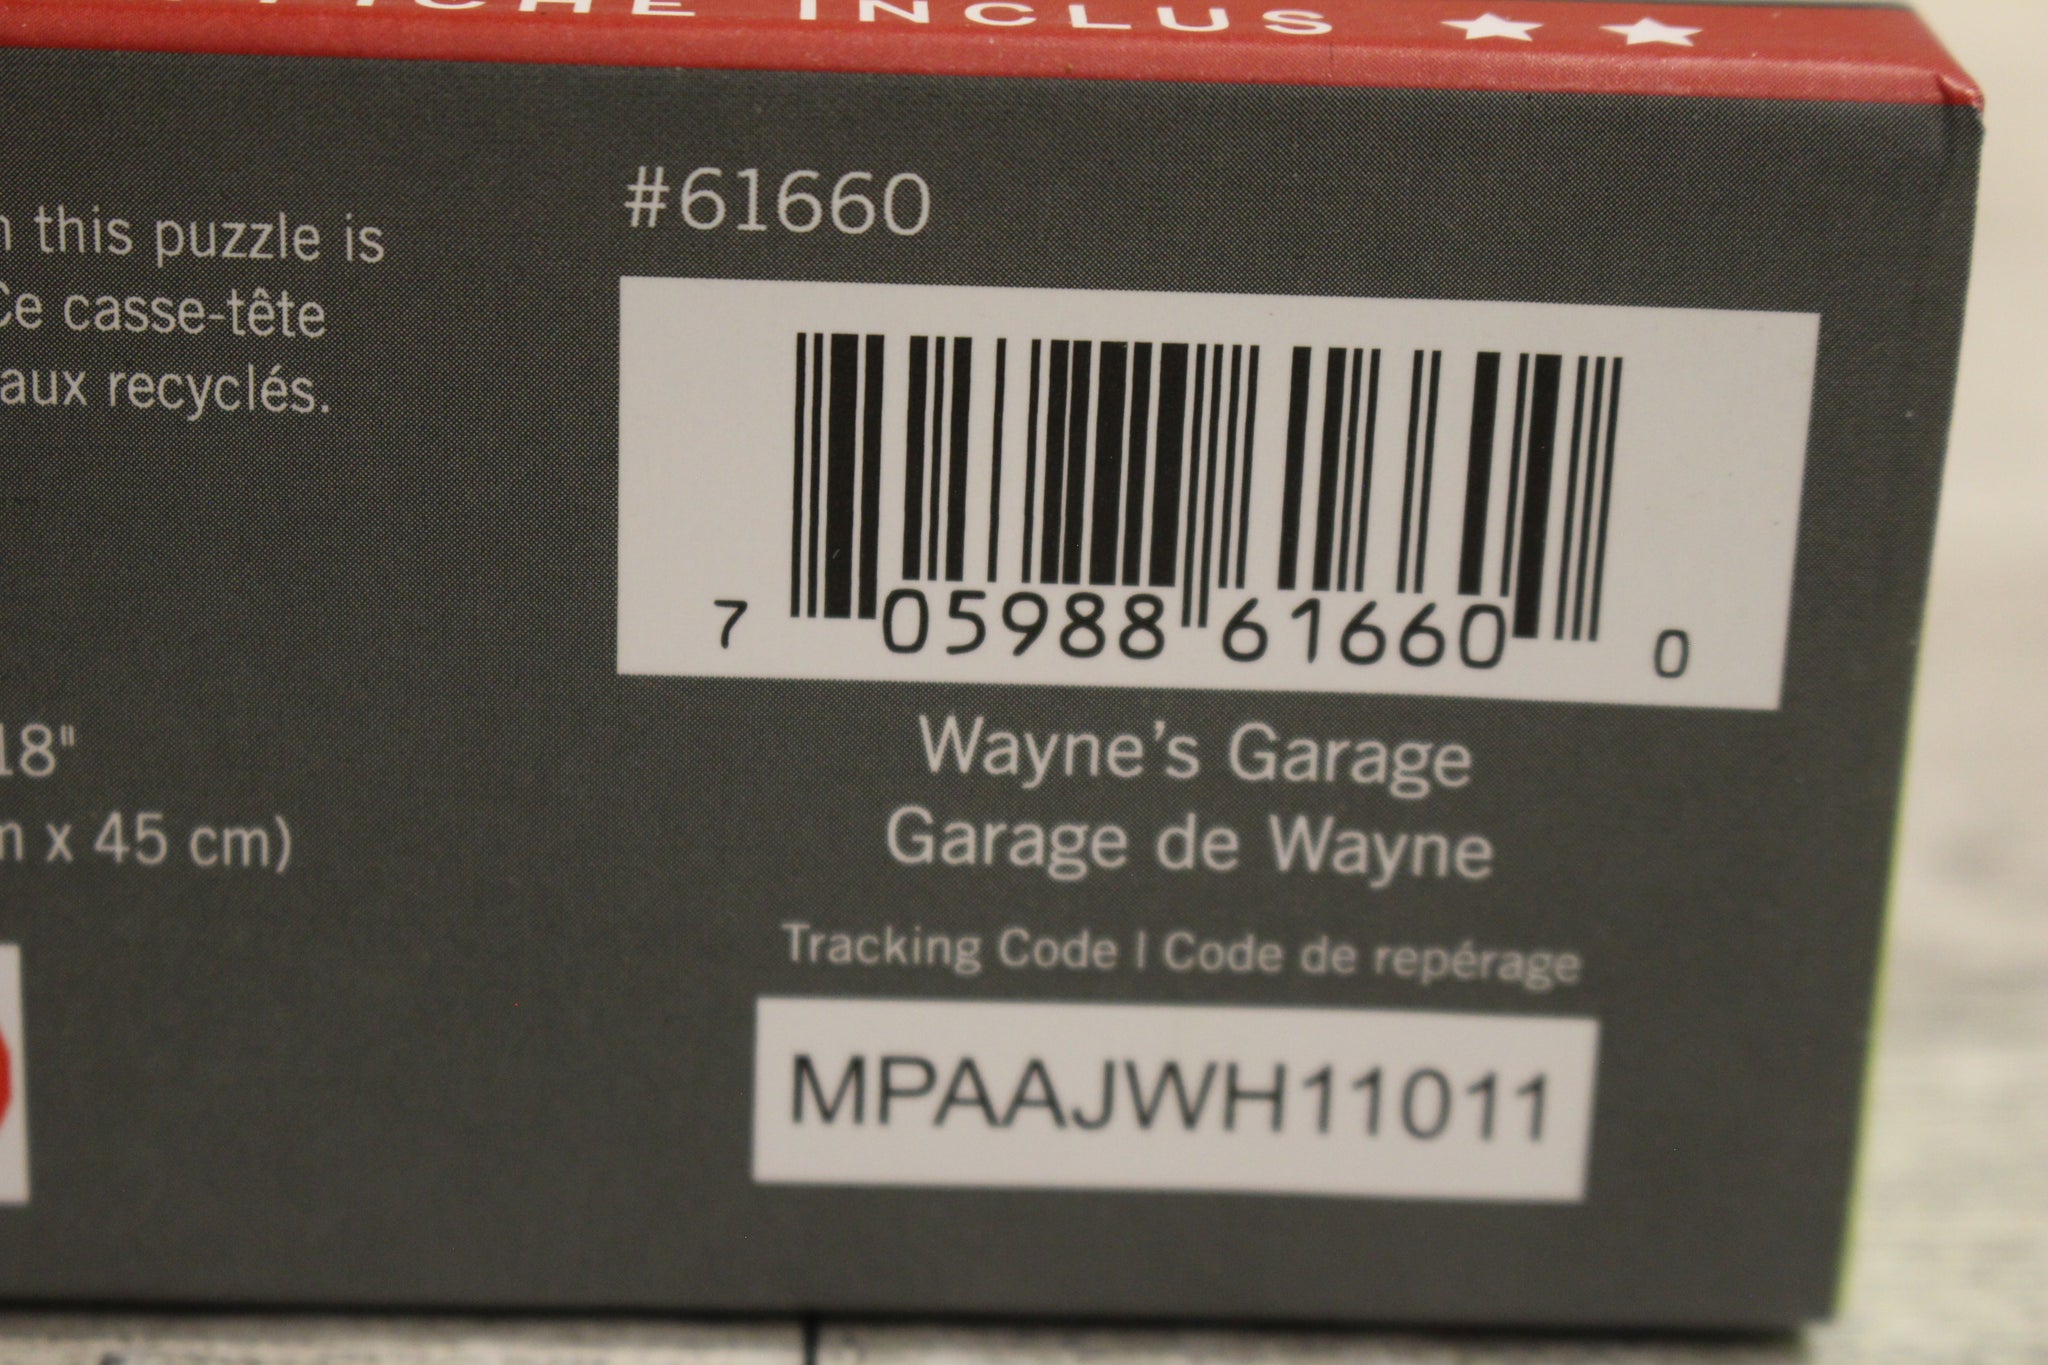 INCLUS
#61660
this puzzle is
Ce casse-tête
aux recyclés.
7 05988 61660 0
18"
x 45 cm)
Wayne's Garage
Garage de Wayne
Tracking Code | Code de repérage
MPAAJWH11011